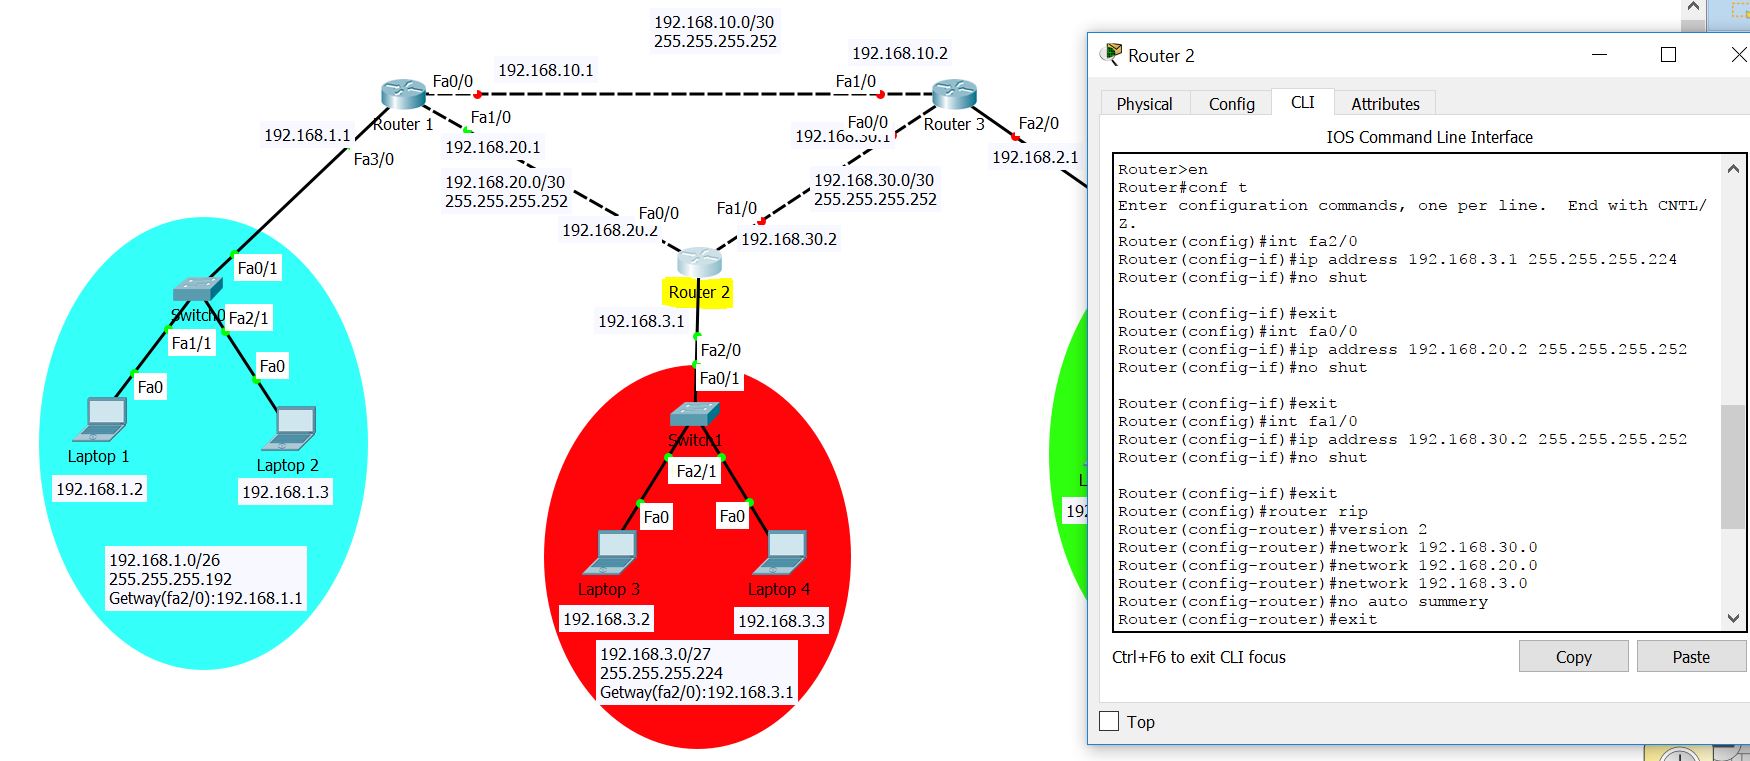 192.168.10.0/30
255.255.255.252
192.168.10.1
192.168.10.2
Fa0/0
Fa1/0
Router 1
Fa1/0
Fa0/0
Router 3
Fa2/0
192.168.1.1
Fa3/0
192.168.20.1
192.168.30.1
192.168.2.1
192.168.20.0/30
255.255.255.252
192.168.30.0/30
255.255.255.252
Fa0/0
Fa1/0
192.168.20.2
192.168.30.2
Router 2
192.168.3.1
Fa2/0
Fa0/1
Fa0/1
Switch0
Fa2/1
Fa1/1
Fa0
Fa0
Laptop 1
Laptop 2
192.168.1.2
192.168.1.3
192.168.1.0/26
255.255.255.192
Getway(fa2/0):192.168.1.1
Switch1
Fa2/1
Fa0
Fa0
Laptop 3
Laptop 4
192.168.3.2
192.168.3.3
192.168.3.0/27
255.255.255.224
Getway(fa2/0):192.168.3.1
Router 2
Physical
Config
CLI
Attributes
IOS Command Line Interface
Router>en
Router#conf t
Enter configuration commands, one per line.  End with CNTL/
Z.
Router(config)#int fa2/0
Router(config-if)#ip address 192.168.3.1 255.255.255.224
Router(config-if)#no shut
Router(config-if)#exit
Router(config)#int fa0/0
Router(config-if)#ip address 192.168.20.2 255.255.255.252
Router(config-if)#no shut
Router(config-if)#exit
Router(config)#int fa1/0
Router(config-if)#ip address 192.168.30.2 255.255.255.252
Router(config-if)#no shut
Router(config-if)#exit
Router(config)#router rip
Router(config-router)#version 2
Router(config-router)#network 192.168.30.0
Router(config-router)#network 192.168.20.0
Router(config-router)#network 192.168.3.0
Router(config-router)#no auto summery
Router(config-router)#exit
Ctrl+F6 to exit CLI focus
Copy
Paste
Top